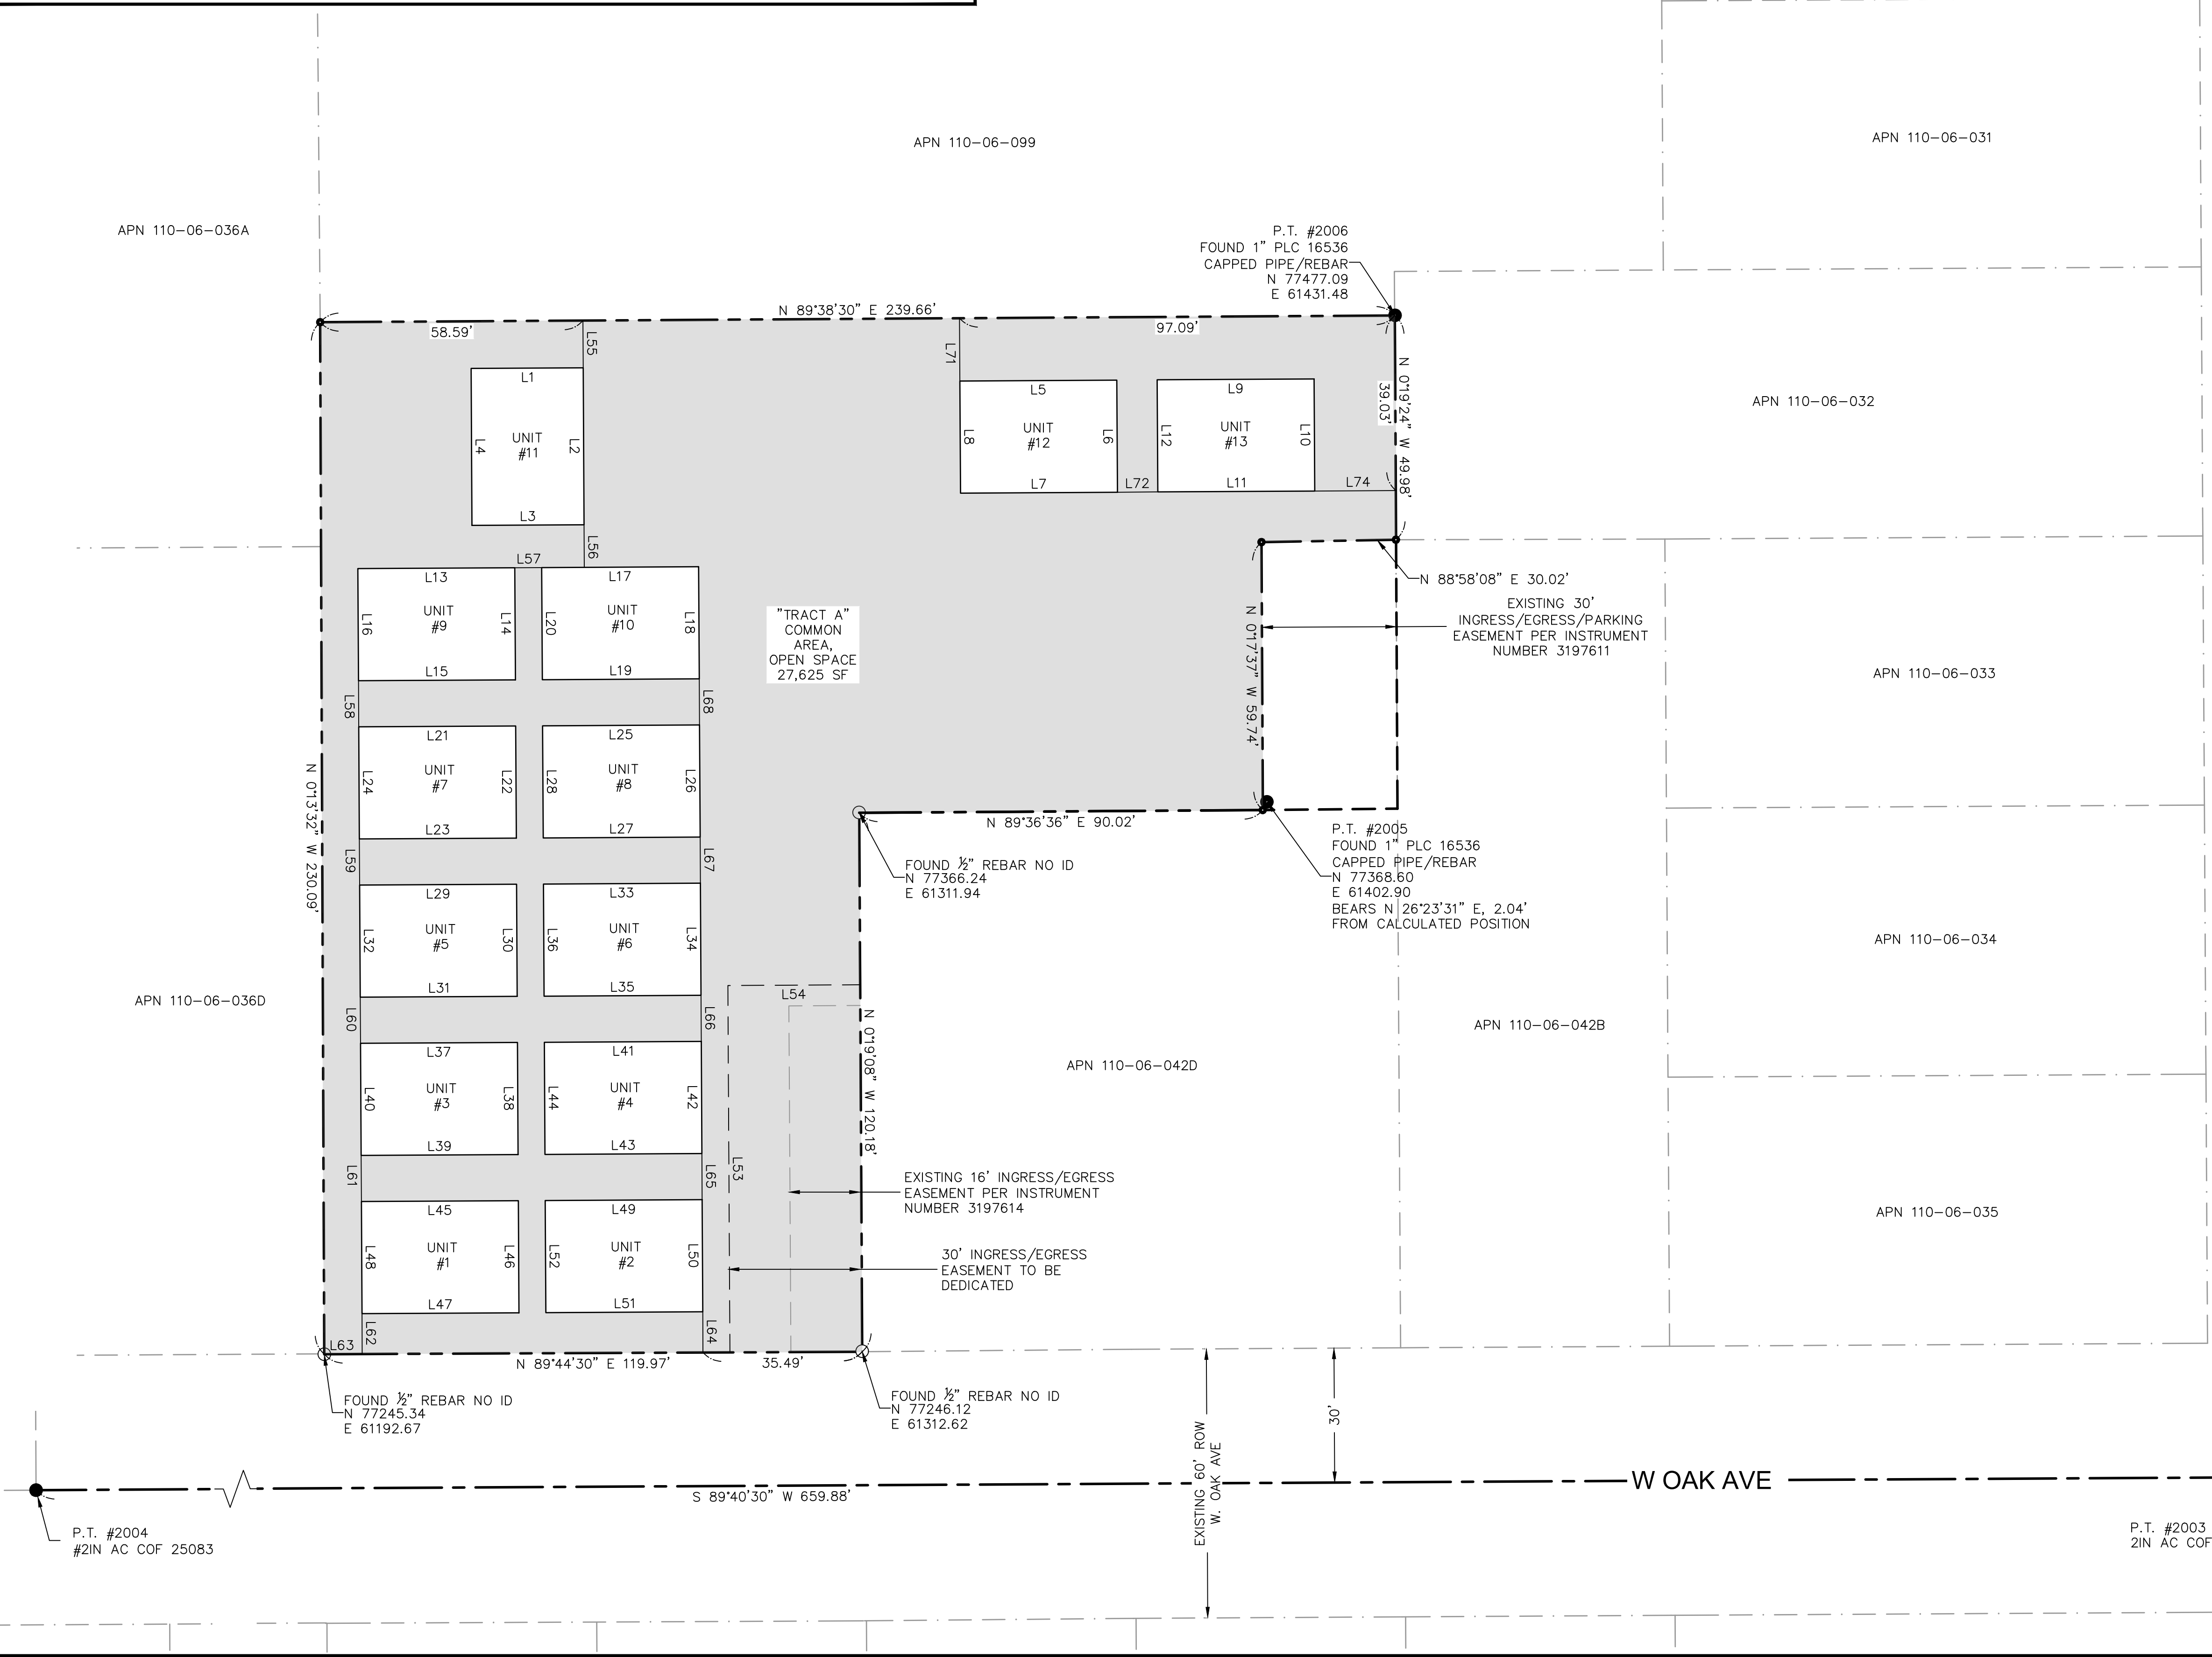 APN 110-06-099
APN 110-06-031
APN 110-06-036A
P.T. #2006
FOUND 1" PLC 16536
CAPPED PIPE/REBAR
N 77477.09
E 61431.48
N 89°38'30" E 239.66'
58.59'
97.09'
L55
L71
N 0°19'24" W 49.98'
39.03'
APN 110-06-032
L1
L4
UNIT
#11
L2
L3
L5
L8
UNIT
#12
L6
L7
L72
L9
L12
UNIT
#13
L10
L11
L74
L56
L57
N 88°58'08" E 30.02'
EXISTING 30'
INGRESS/EGRESS/PARKING
EASEMENT PER INSTRUMENT
NUMBER 3197611
L13
L16
UNIT
#9
L14
L15
L17
L20
UNIT
#10
L18
L19
"TRACT A"
COMMON
AREA,
OPEN SPACE
27,625 SF
N 0°17'37" W 59.74'
APN 110-06-033
L58
L68
L21
L24
UNIT
#7
L22
L23
L25
L28
UNIT
#8
L26
L27
N 0°13'32" W 230.09'
N 89°36'36" E 90.02'
FOUND ½" REBAR NO ID
N 77366.24
E 61311.94
P.T. #2005
FOUND 1" PLC 16536
CAPPED PIPE/REBAR
N 77368.60
E 61402.90
BEARS N 26°23'31" E, 2.04'
FROM CALCULATED POSITION
L59
L67
L29
L32
UNIT
#5
L30
L31
L33
L36
UNIT
#6
L34
L35
APN 110-06-034
APN 110-06-036D
L54
L60
L66
N 0°19'08" W 120.18'
APN 110-06-042B
APN 110-06-042D
L37
L40
UNIT
#3
L38
L39
L41
L44
UNIT
#4
L42
L43
L61
L65
L53
EXISTING 16' INGRESS/EGRESS
EASEMENT PER INSTRUMENT
NUMBER 3197614
APN 110-06-035
L45
L48
UNIT
#1
L46
L47
L49
L52
UNIT
#2
L50
L51
30' INGRESS/EGRESS
EASEMENT TO BE
DEDICATED
L62
L64
L63
N 89°44'30" E 119.97'
35.49'
FOUND ½" REBAR NO ID
N 77245.34
E 61192.67
FOUND ½" REBAR NO ID
N 77246.12
E 61312.62
30'
EXISTING 60' ROW
W. OAK AVE
W OAK AVE
S 89°40'30" W 659.88'
P.T. #2004
#2IN AC COF 25083
P.T. #2003
2IN AC COF